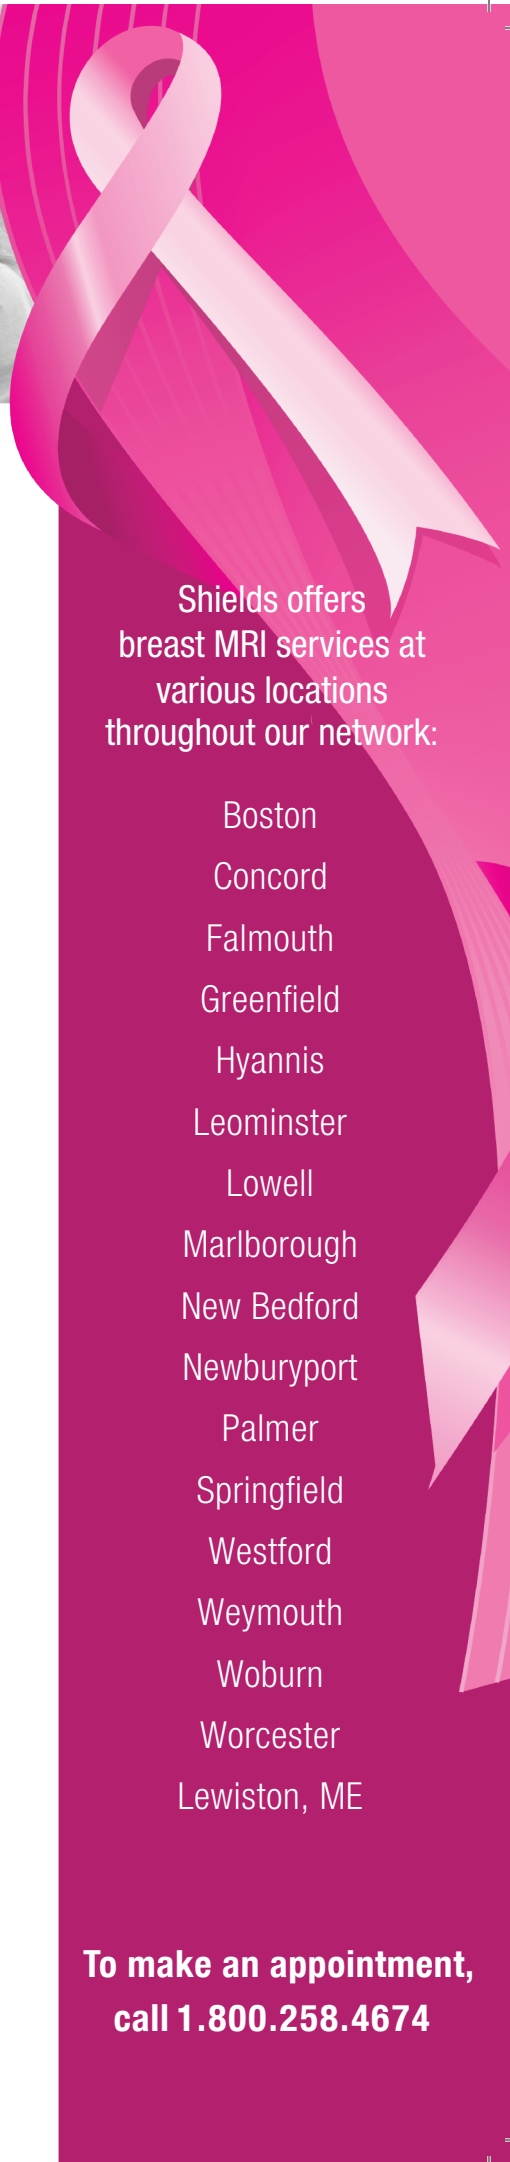 Shields offers
breast MRI services at
various locations
throughout our network:
Boston
Concord
Falmouth
Greenfield
Hyannis
Leominster
Lowell
Marlborough
New Bedford
Newburyport
Palmer
Springfield
Westford
Weymouth
Woburn
Worcester
Lewiston, ME
To make an appointment,
call 1.800.258.4674